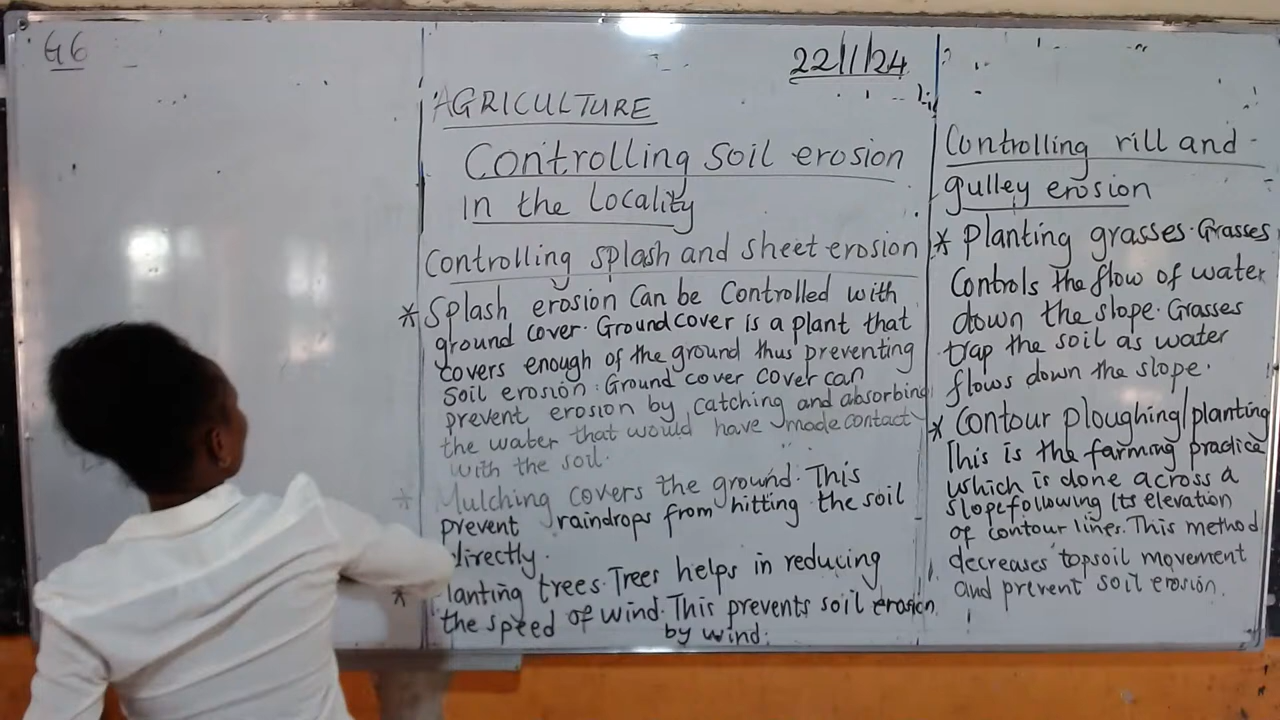 G6
22/1/24
AGRICULTURE
Controlling soil erosion
in the Locality
Controlling splash and sheet erosion
* Splash erosion Can be Controlled with
ground cover. Ground cover is a plant that
covers enough of the ground thus preventing
soil erosion. Ground cover cover can
prevent erosion by catching and absorbing
the water that would have made contact
with the soil.
* Mulching covers the ground. This
prevent raindrops from hitting the soil
directly.
* lanting trees. Trees helps in reducing
the speed of wind. This prevents soil erosion
by wind.
Controlling rill and
gulley erosion
* planting grasses. Grasses
Controls the flow of water
down the slope. Grasses
trap the soil as water
flows down the slope.
* Contour ploughing/planting
This is the farming practice
which is done across a
slope following its elevation
of contour lines. This method
decreases topsoil movement
and prevent soil erosion.